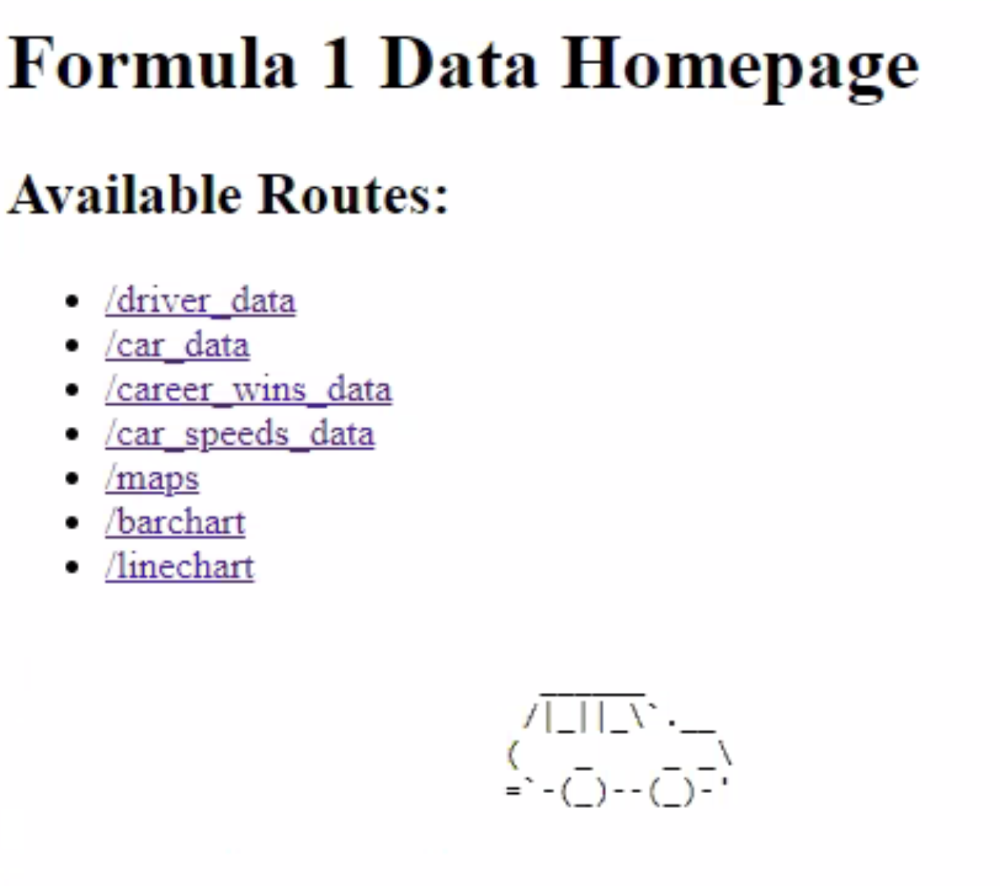 Formula 1 Data Homepage
Available Routes:
/driver_data
/car_data
/career_wins_data
/car_speeds_data
/maps
/barchart
/linechart
  ______
 /|_||_\`.__
(   _    _ _\
=`-(_)--(_)-'